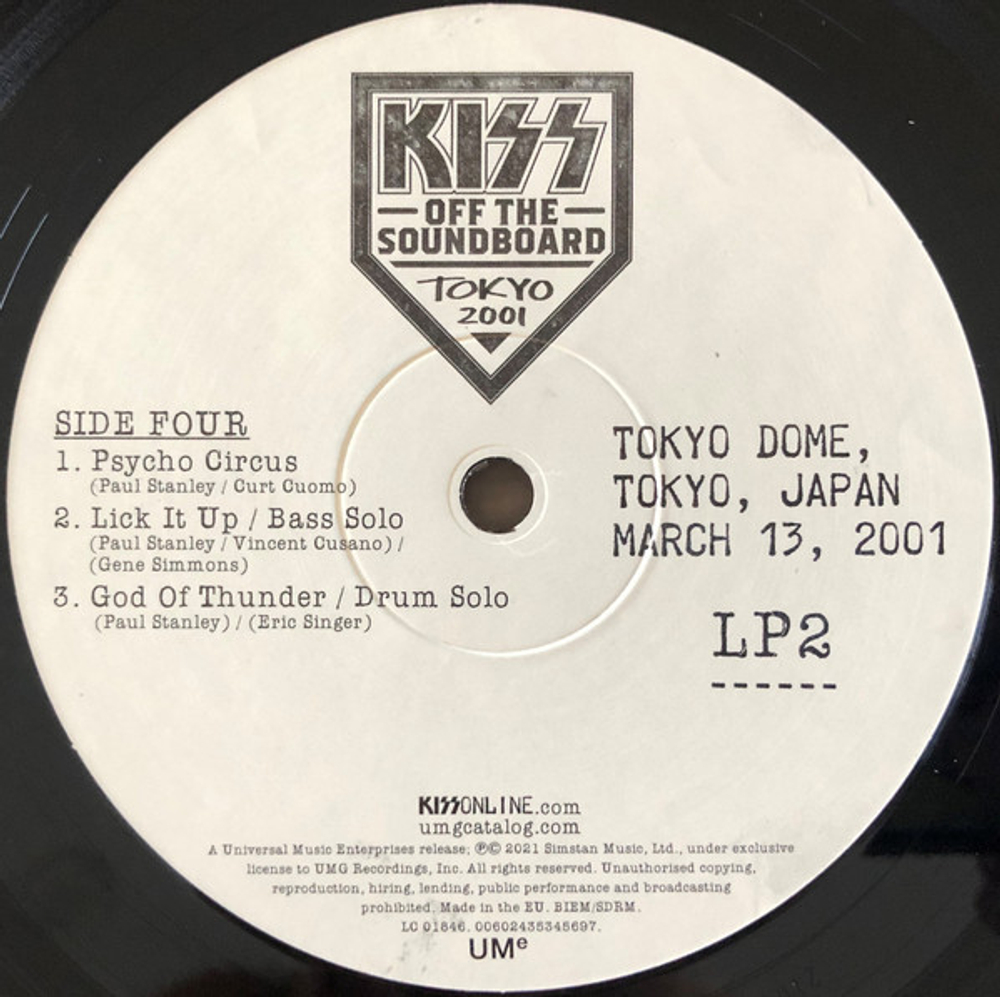 KISS
OFF THE
SOUNDBOARD
TOKYO
2001
SIDE FOUR
1. Psycho Circus
(Paul Stanley / Curt Cuomo)
2. Lick It Up / Bass Solo
(Paul Stanley / Vincent Cusano) /
(Gene Simmons)
3. God Of Thunder / Drum Solo
(Paul Stanley) / (Eric Singer)
TOKYO DOME,
TOKYO, JAPAN
MARCH 13, 2001
LP2
------
KISSONLINE.com
umgcatalog.com
A Universal Music Enterprises release; ℗© 2021 Simstan Music, Ltd., under exclusive
license to UMG Recordings, Inc. All rights reserved. Unauthorised copying,
reproduction, hiring, lending, public performance and broadcasting
prohibited. Made in the EU. BIEM/SDRM.
LC 01846. 00602435345697.
UMe